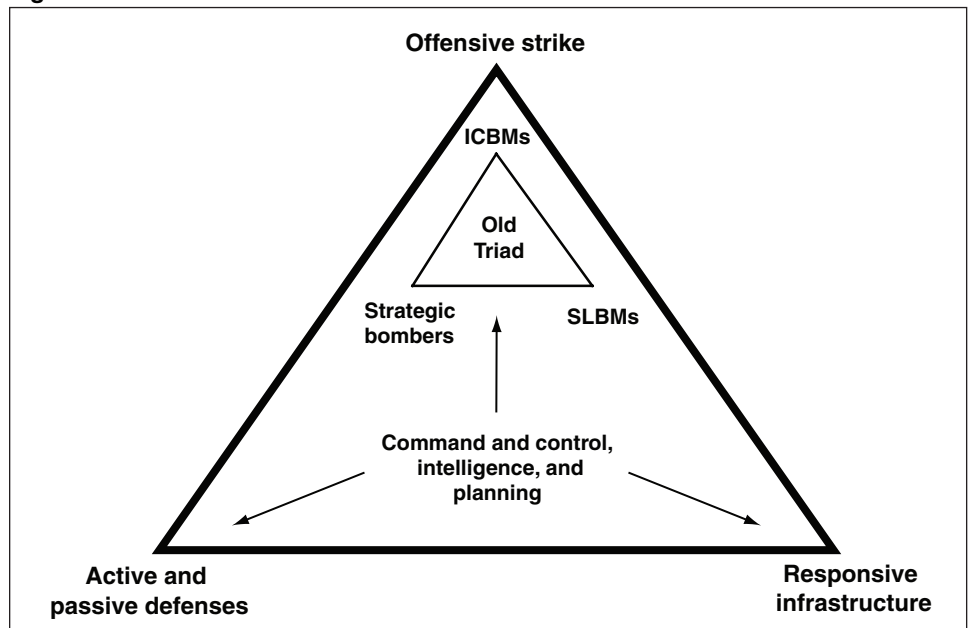 Offensive strike
ICBMs
Old
Triad
Strategic
bombers
SLBMs
Command and control,
intelligence, and
planning
Active and
passive defenses
Responsive
infrastructure